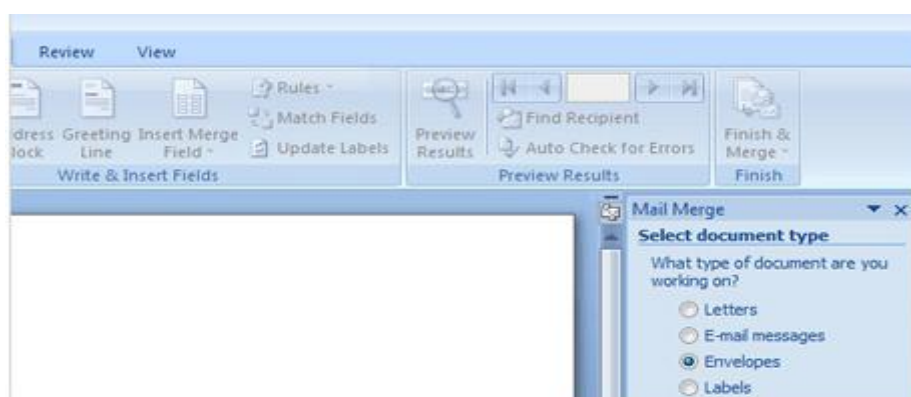 Review View
Rules
Match Fields
Update Labels
dress Greeting Insert Merge
lock Line Field
Write & Insert Fields
Preview
Results
Find Recipient
Auto Check for Errors
Preview Results
Finish &
Merge
Finish
Mail Merge
Select document type
What type of document are you
working on?
Letters
E-mail messages
Envelopes
Labels